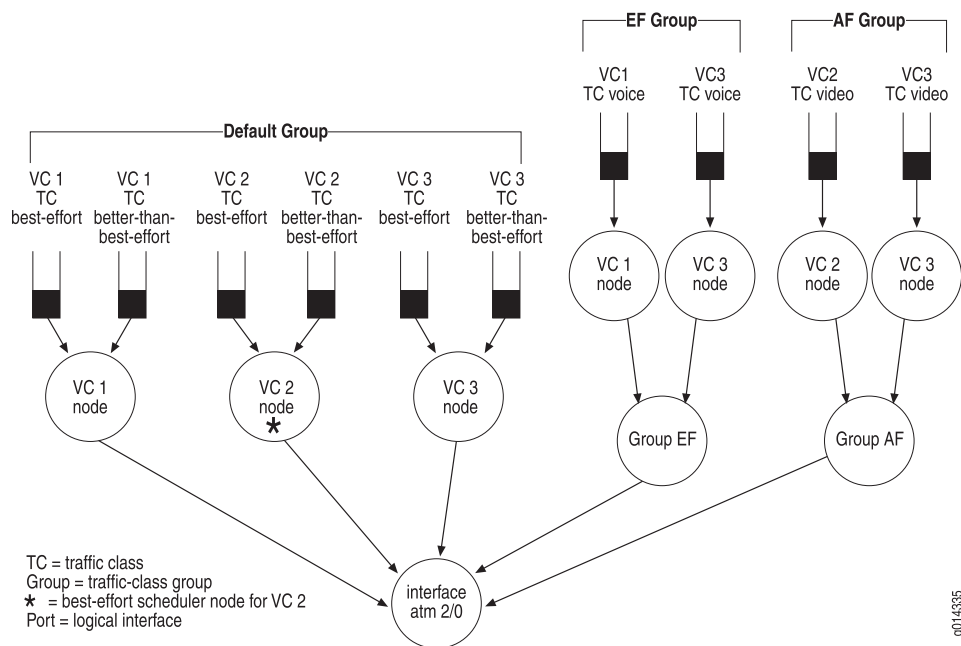 EF Group
AF Group
VC1
TC voice
VC3
TC voice
VC2
TC video
VC3
TC video
Default Group
VC 1
TC
best-effort
VC 1
TC
better-than-
best-effort
VC 2
TC
best-effort
VC 2
TC
better-than-
best-effort
VC 3
TC
best-effort
VC 3
TC
better-than-
best-effort
VC 1
node
VC 3
node
VC 2
node
VC 3
node
VC 1
node
VC 2
node
*
VC 3
node
Group EF
Group AF
interface
atm 2/0
TC = traffic class
Group = traffic-class group
* = best-effort scheduler node for VC 2
Port = logical interface
g014335